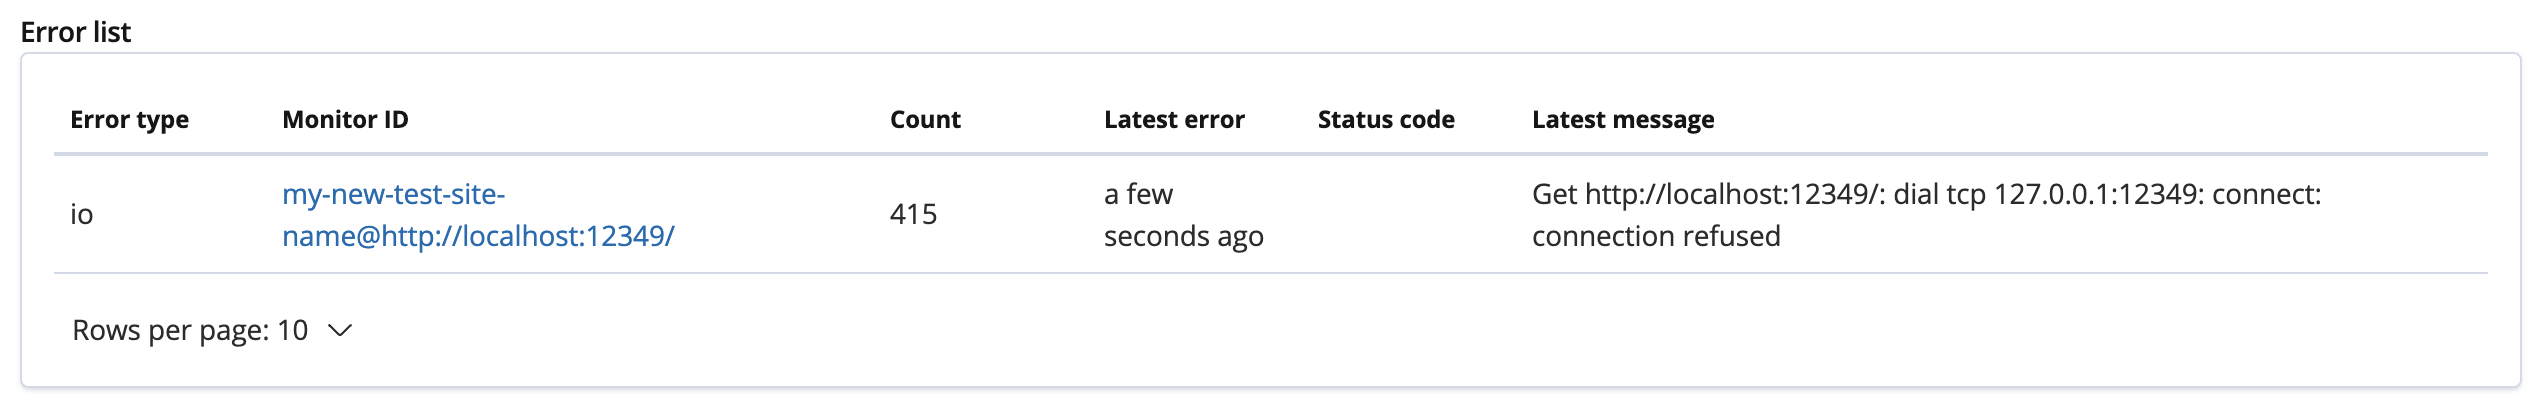 Error list
Error type Monitor ID Count Latest error Status code Latest message
io my-new-test-site-name@http://localhost:12349/ 415 a few seconds ago Get http://localhost:12349/: dial tcp 127.0.0.1:12349: connect: connection refused
Rows per page: 10